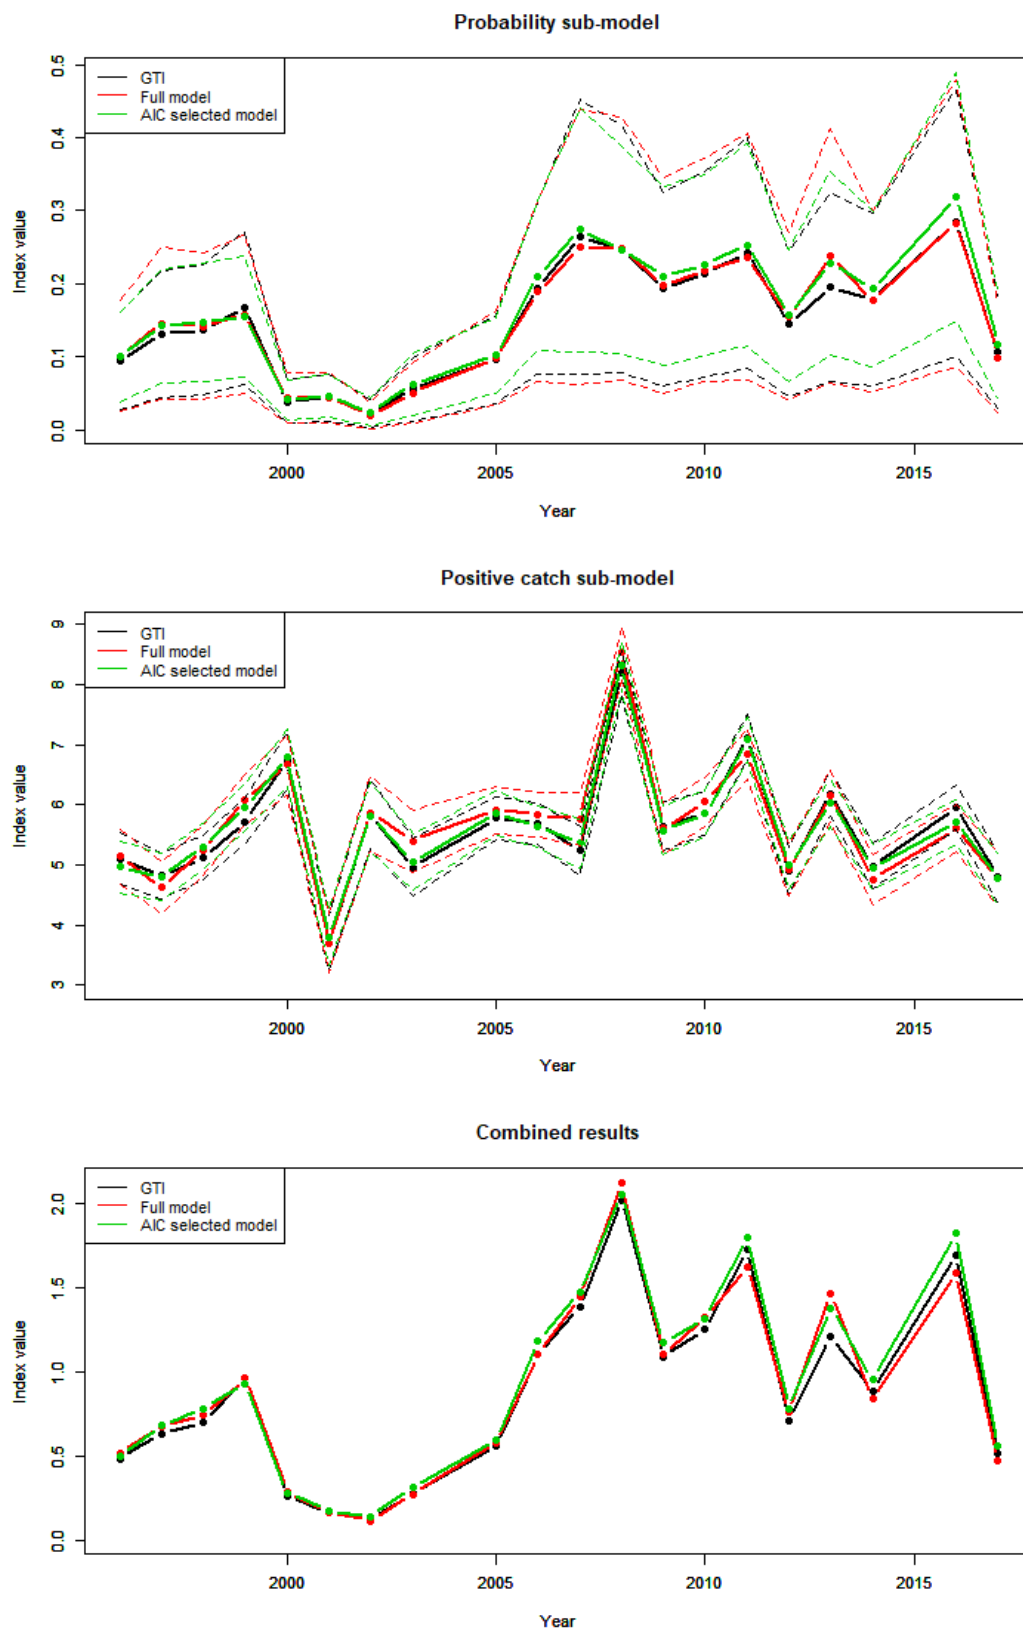 Probability sub-model
GTI
Full model
AIC selected model
0.5
0.4
0.3
0.2
0.1
0.0
Index value
2000 2005 2010 2015
Year
Positive catch sub-model
GTI
Full model
AIC selected model
9
8
7
6
5
4
3
Index value
2000 2005 2010 2015
Year
Combined results
GTI
Full model
AIC selected model
2.0
1.5
1.0
0.5
0.0
Index value
2000 2005 2010 2015
Year